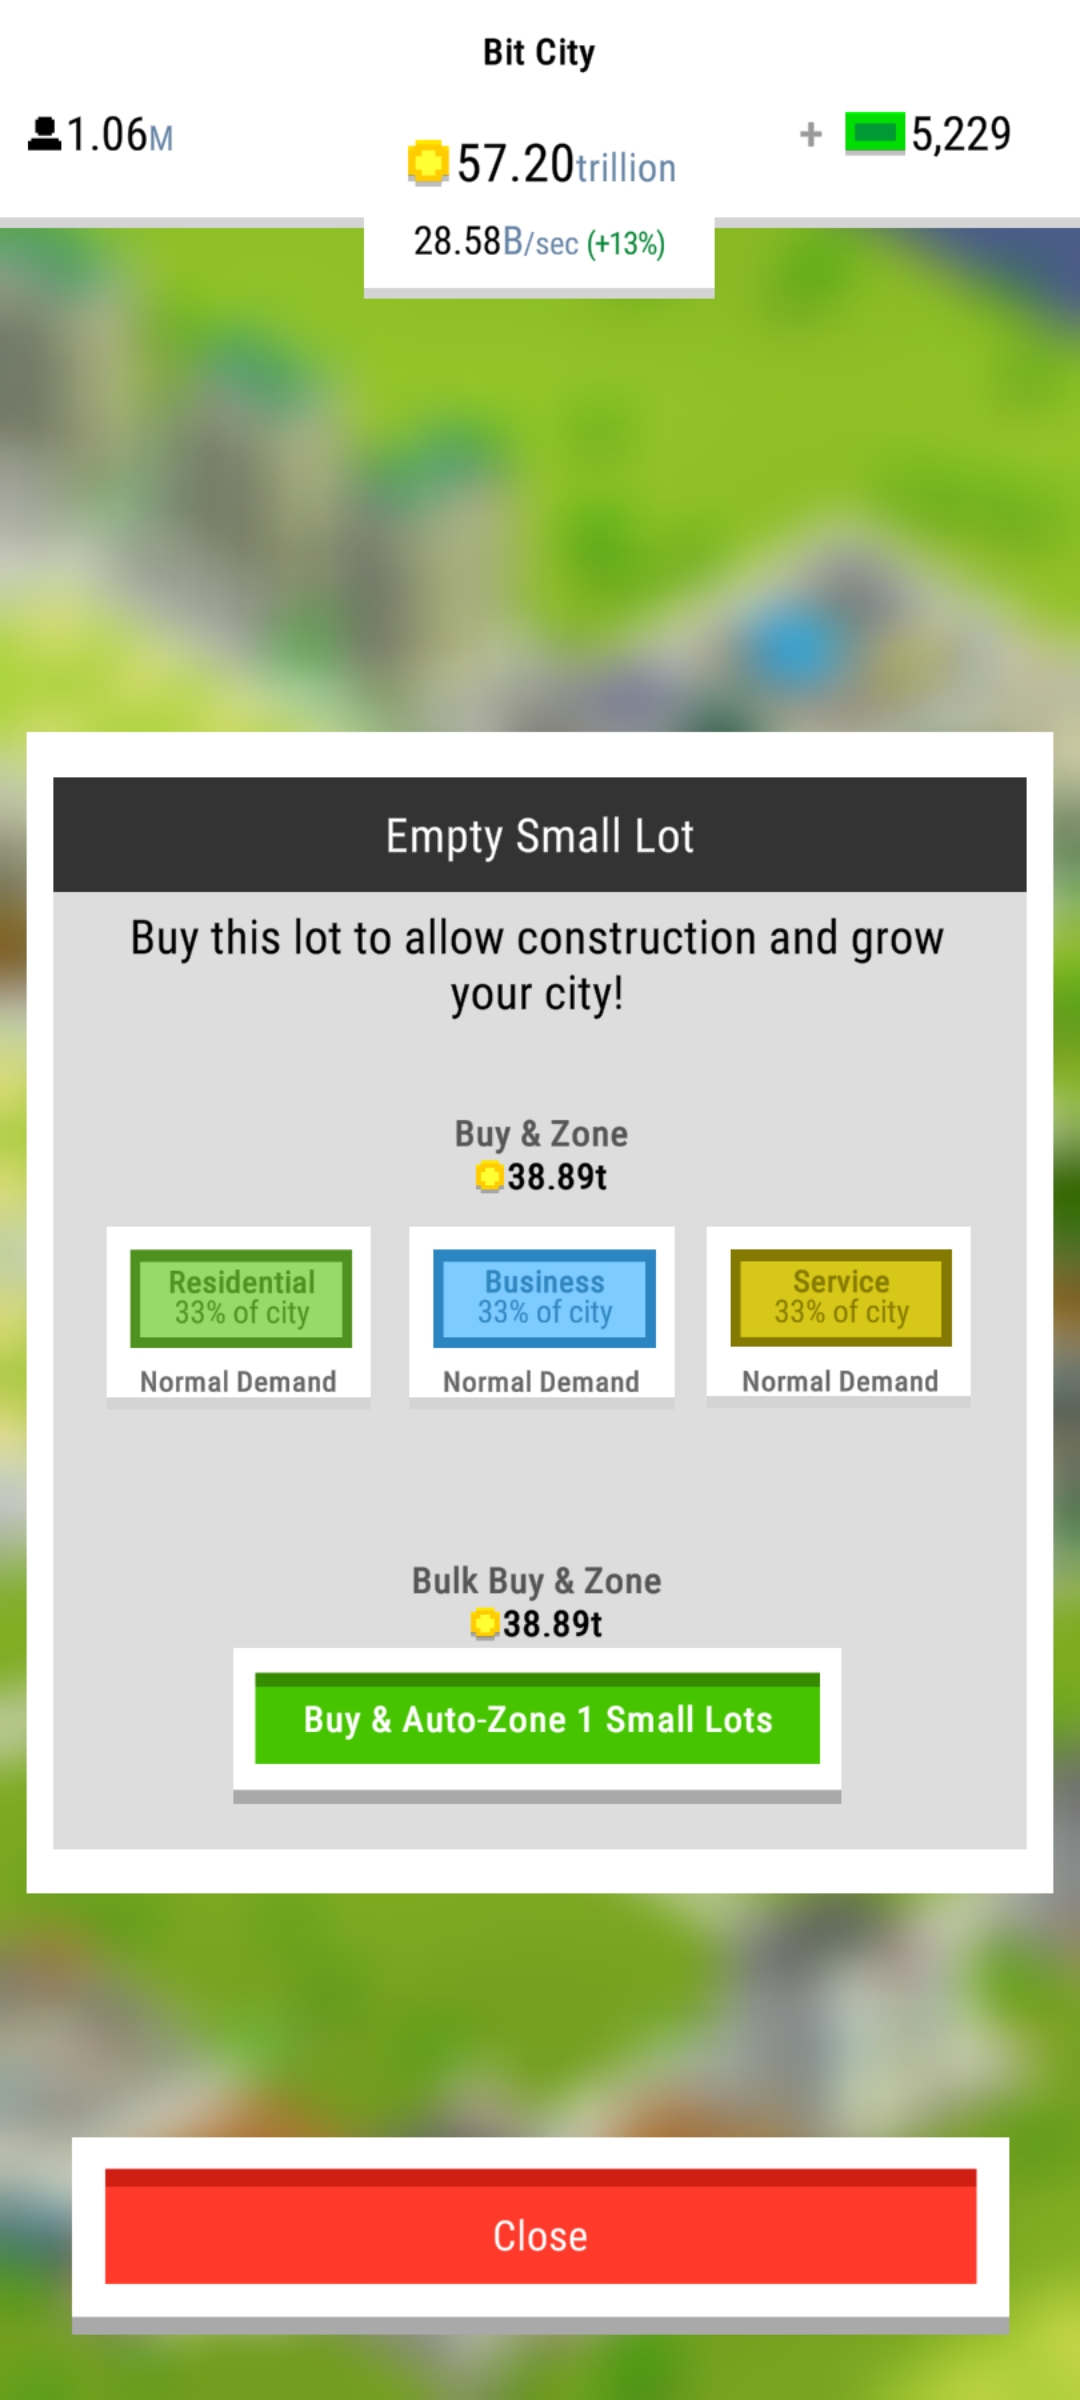 Bit City
1.06M
57.20trillion
+ 5,229
28.58B/sec (+13%)
Empty Small Lot
Buy this lot to allow construction and grow
your city!
Buy & Zone
38.89t
Residential
33% of city
Normal Demand
Business
33% of city
Normal Demand
Service
33% of city
Normal Demand
Bulk Buy & Zone
38.89t
Buy & Auto-Zone 1 Small Lots
Close